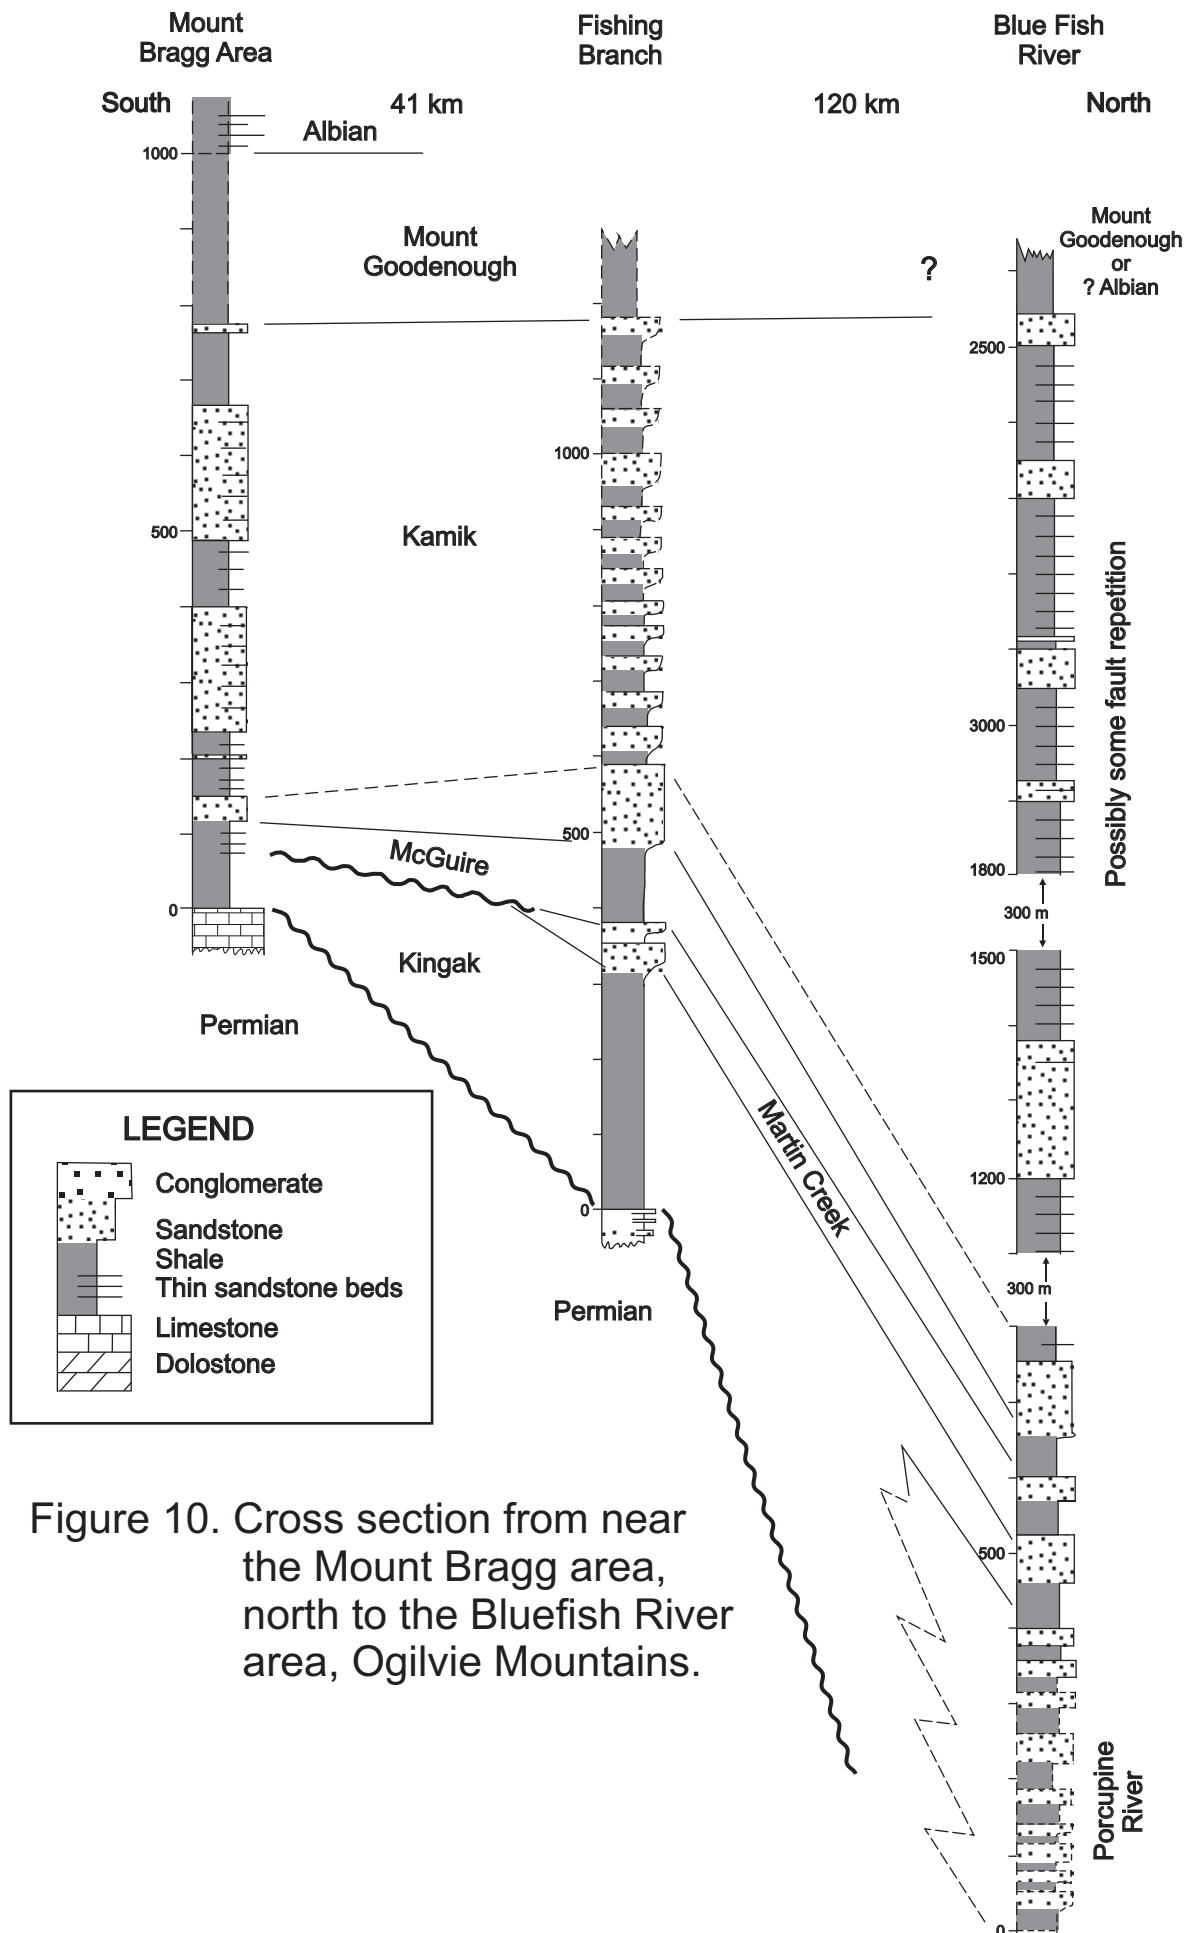 Mount
Bragg Area
Fishing
Branch
Blue Fish
River
South
41 km
120 km
North
Albian
1000
Mount
Goodenough
?
Mount
Goodenough
or
? Albian
2500
1000
500
Kamik
Possibly some fault repetition
3000
500
McGuire
1800
300 m
0
Kingak
1500
Permian
Martin Creek
1200
0
300 m
Permian
LEGEND
Conglomerate
Sandstone
Shale
Thin sandstone beds
Limestone
Dolostone
Figure 10. Cross section from near
the Mount Bragg area,
north to the Bluefish River
area, Ogilvie Mountains.
500
Porcupine
River
0